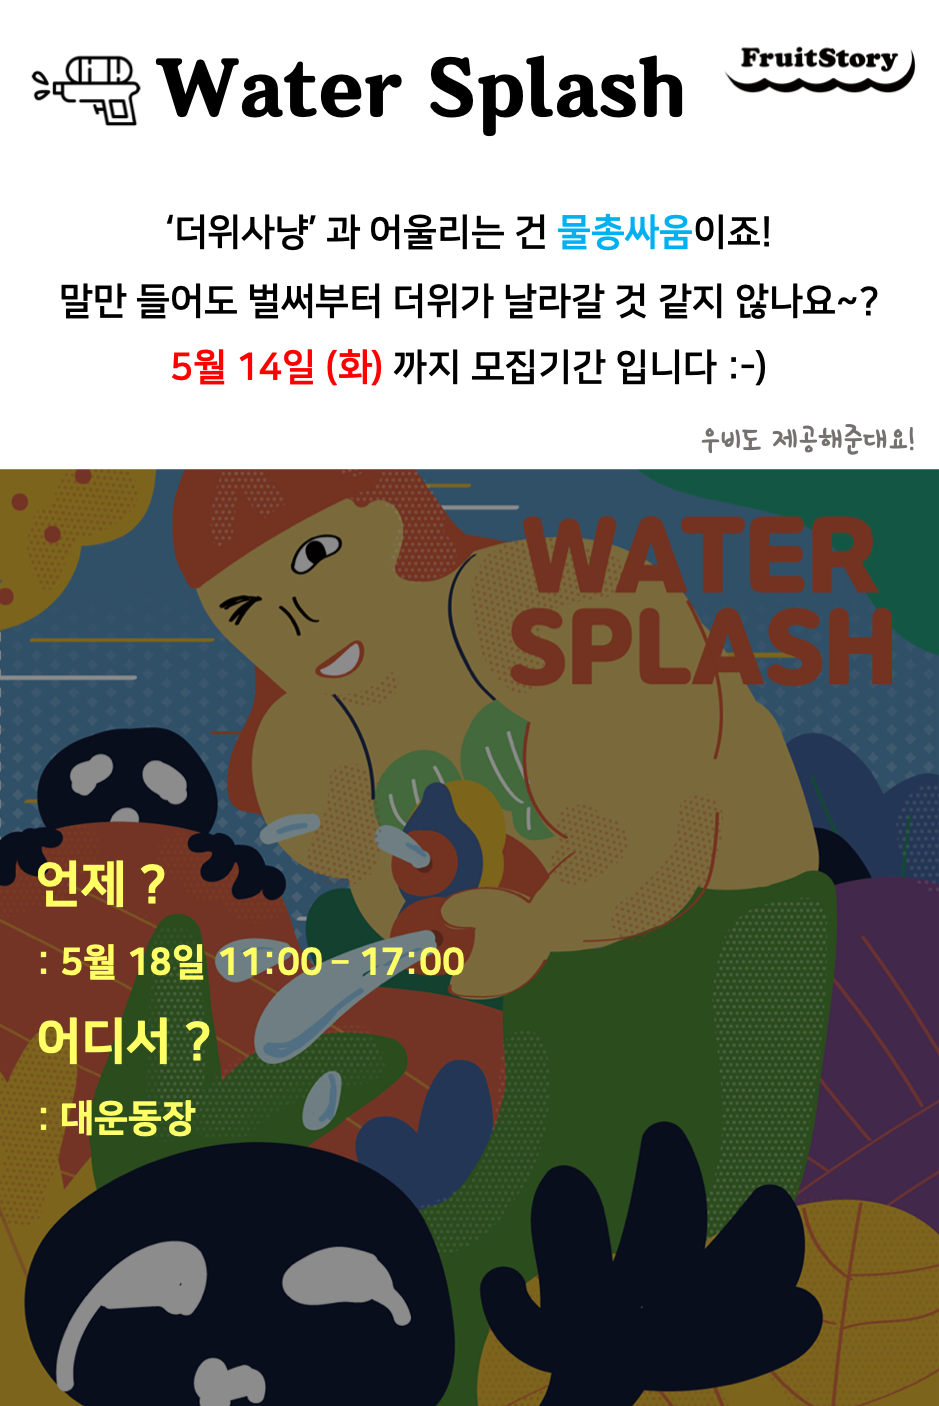 Water Splash
FruitStory
‘더위사냥’ 과 어울리는 건 물총싸움이죠!
말만 들어도 벌써부터 더위가 날라갈 것 같지 않나요~?
5월 14일 (화) 까지 모집기간 입니다 :-)
우비도 제공해준대요!
WATER
SPLASH
언제 ?
: 5월 18일 11:00 – 17:00
어디서 ?
: 대운동장